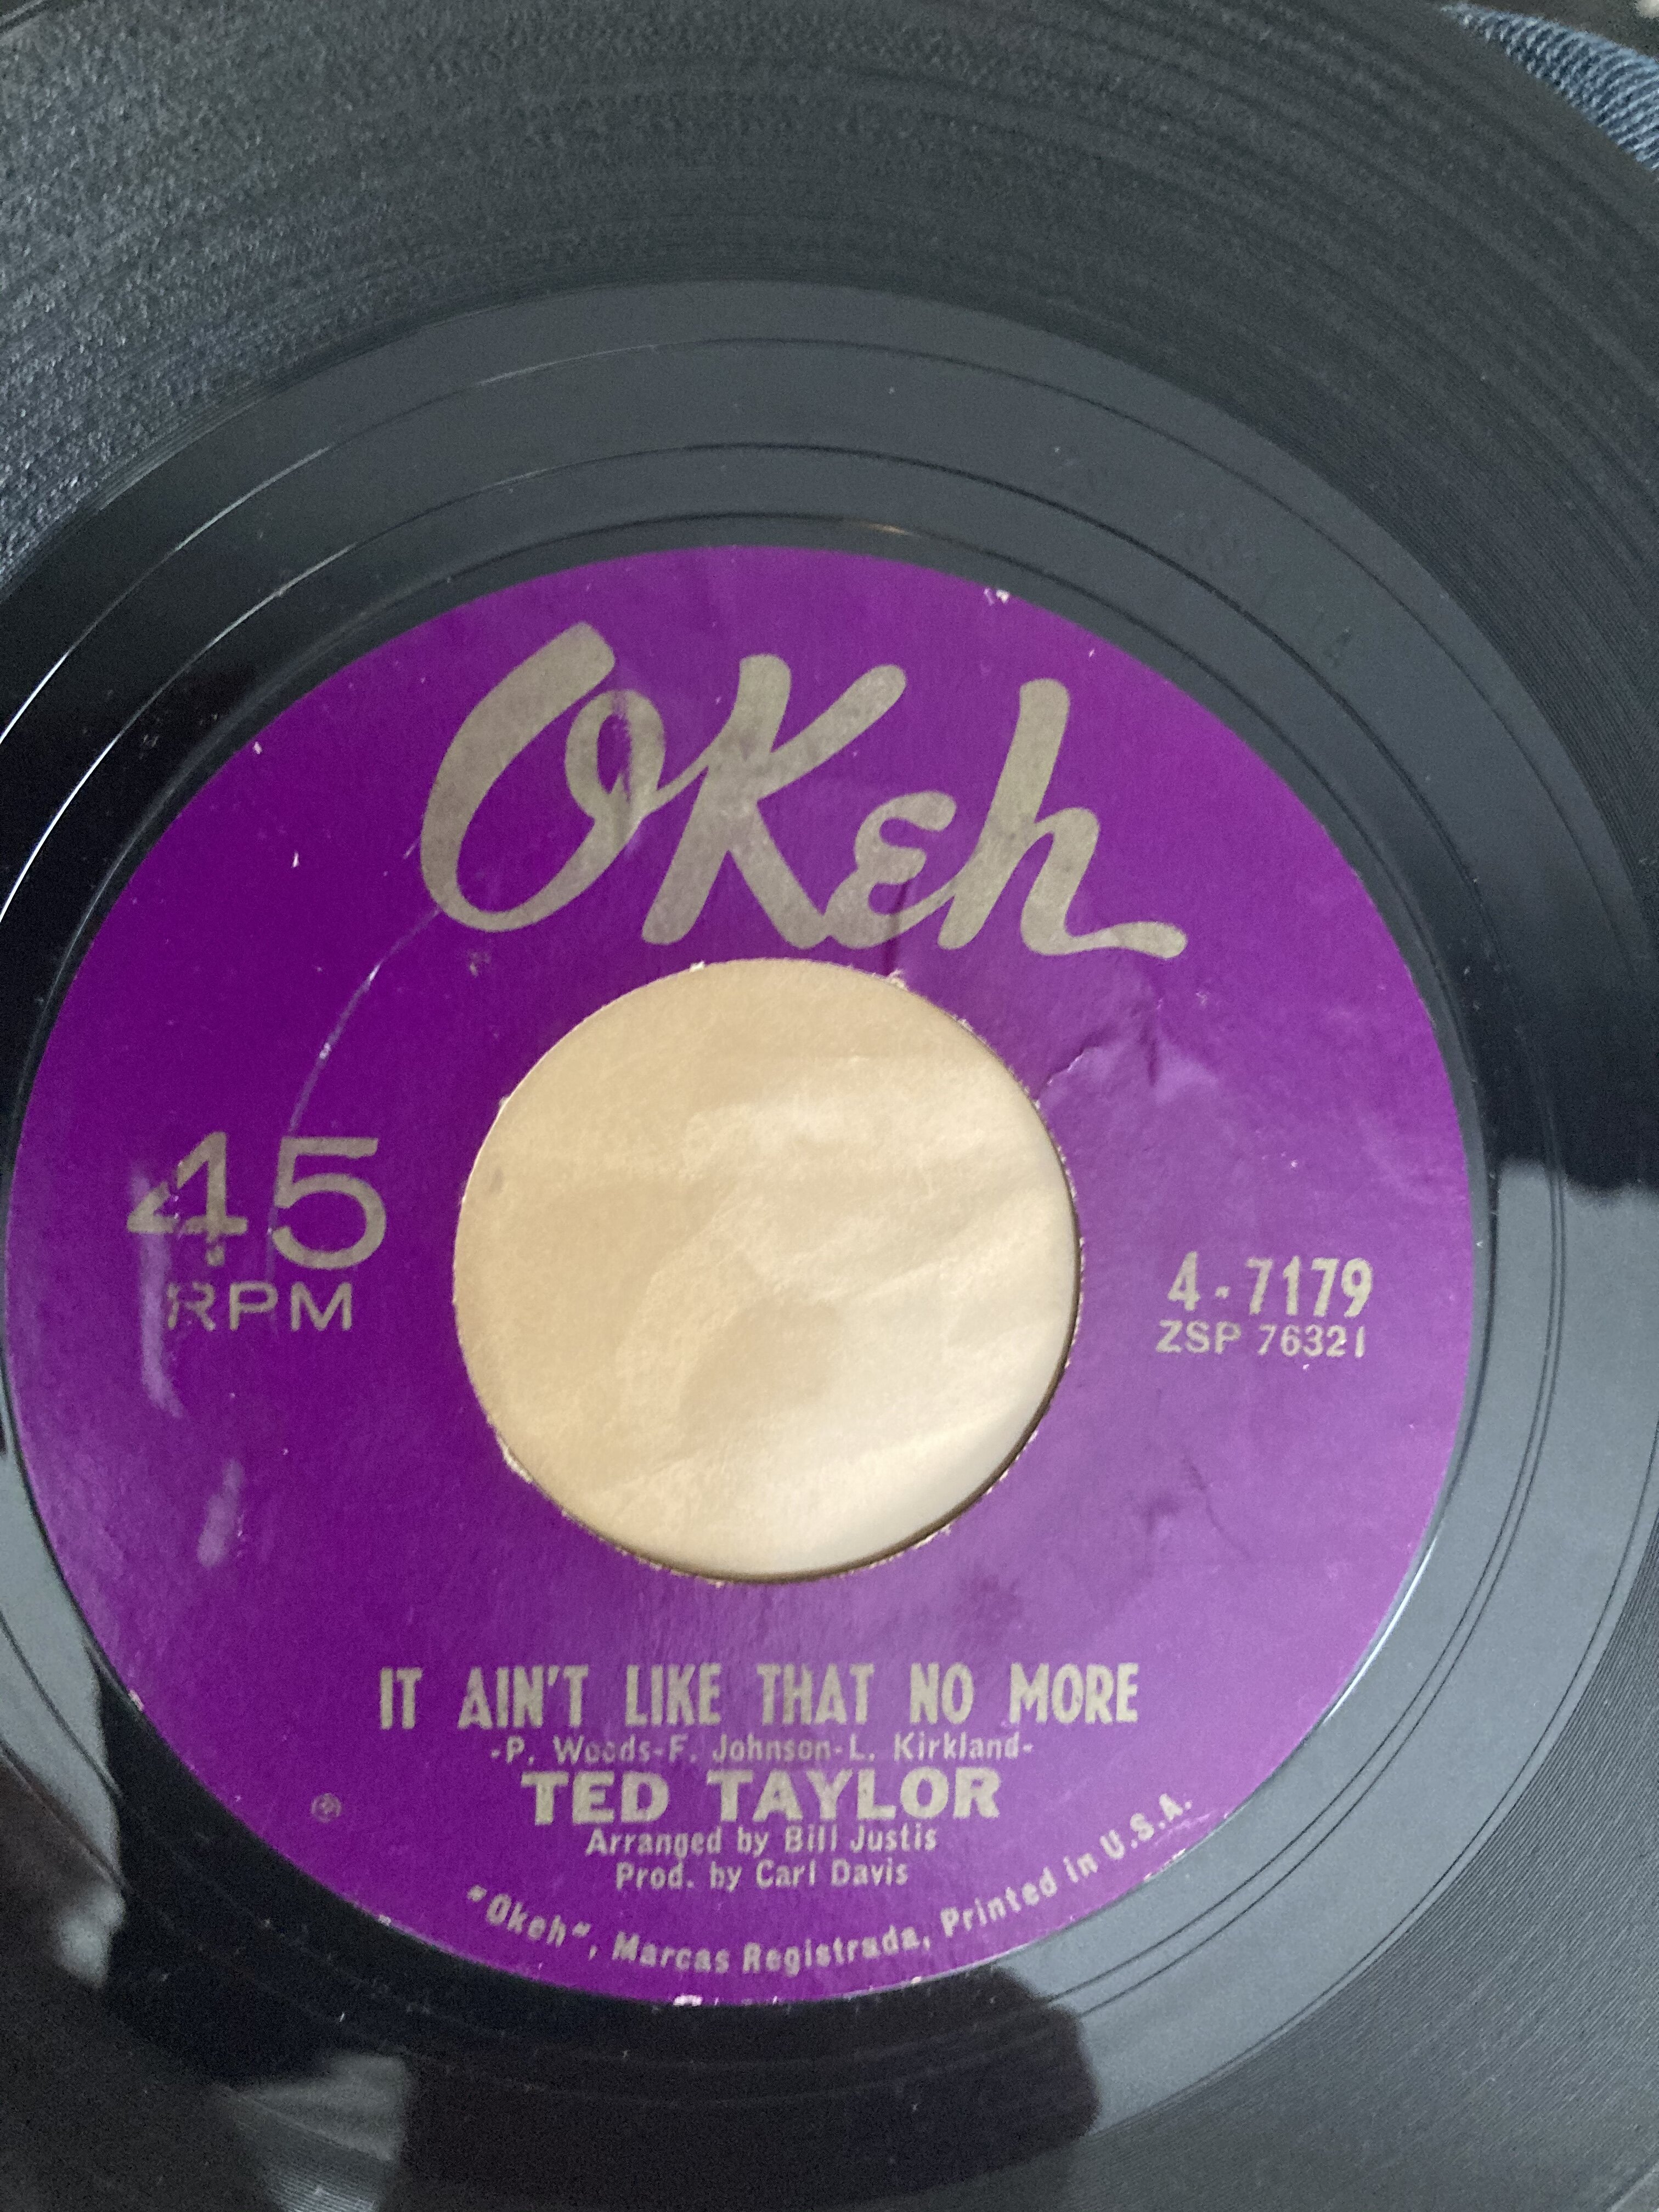 OKeh
45
RPM
4-7179
ZSP 76321
IT AIN'T LIKE THAT NO MORE
-P. Woods-F. Johnson-L. Kirkland-
TED TAYLOR
Arranged by Bill Justis
Prod. by Carl Davis
"Okeh", Marcas Registrada, Printed in U.S.A.